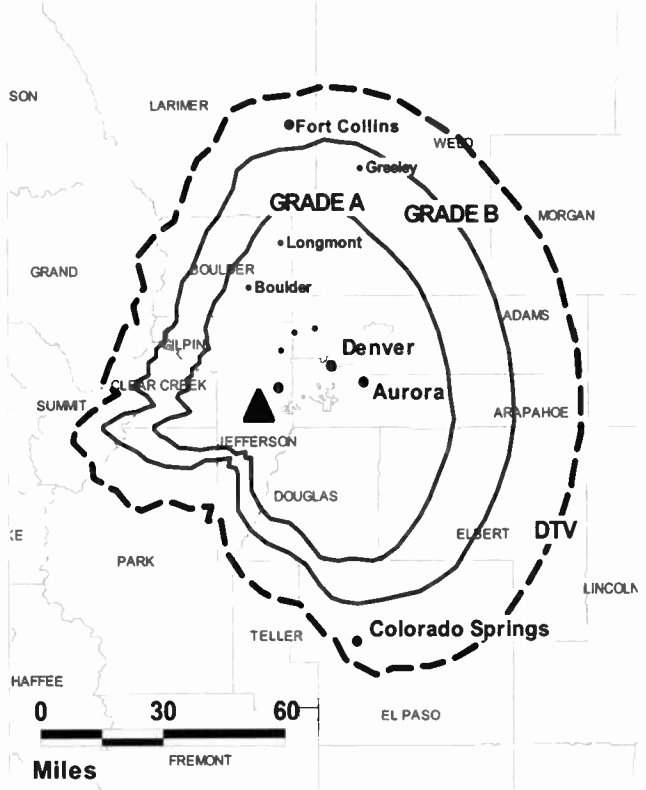 SON
LARIMER
Fort Collins
WELD
Greeley
GRADE A
GRADE B
MORGAN
Longmont
GRAND
BOULDER
Boulder
ADAMS
GILPIN
Denver
CLEAR CREEK
Aurora
SUMMIT
ARAPAHOE
JEFFERSON
DOUGLAS
KE
ELBERT
DTV
PARK
LINCOLN
TELLER
Colorado Springs
HAFFEE
0 30 60
EL PASO
FREMONT
Miles